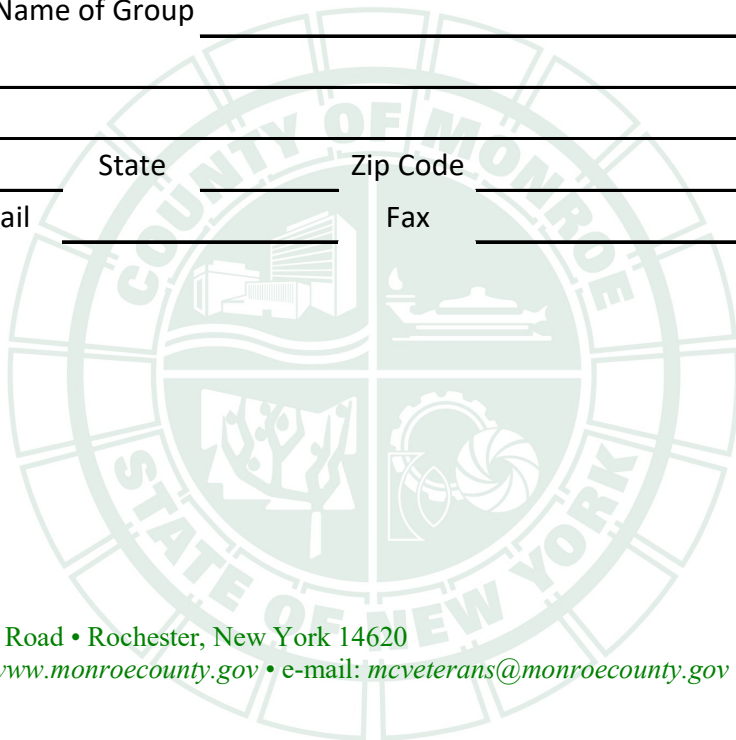 Name of Group
State Zip Code
ail Fax
COUNTY OF MONROE
STATE OF NEW YORK
Road • Rochester, New York 14620
www.monroecounty.gov • e-mail: mcveterans@monroecounty.gov